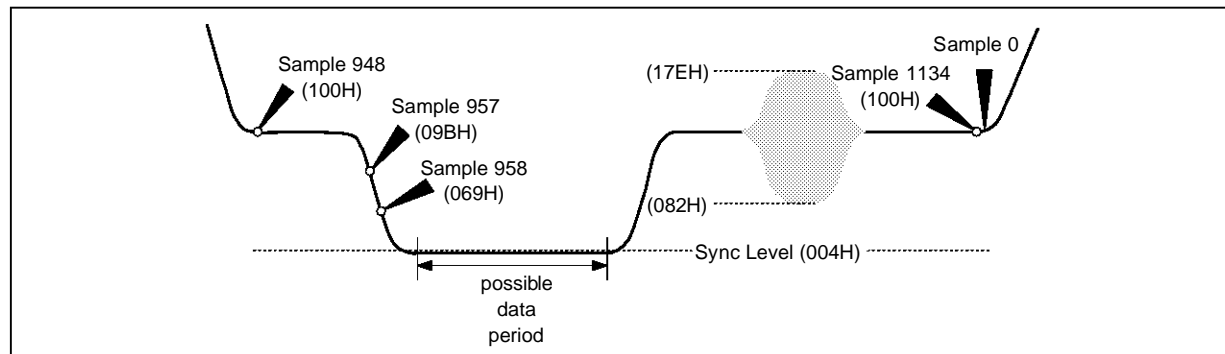 Sample 0
Sample 948
(100H)
(17EH)
Sample 1134
(100H)
Sample 957
(09BH)
Sample 958
(069H)
(082H)
Sync Level (004H)
possible
data
period